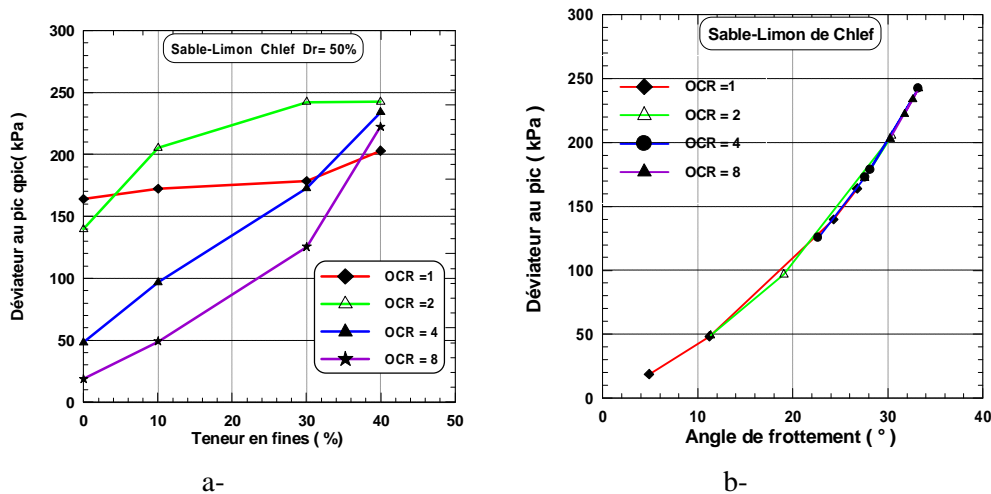 Sable-Limon Chlef Dr= 50%
Déviateur au pic qpic( kPa)
300
250
200
150
100
50
0
OCR =1
OCR =2
OCR = 4
OCR = 8
0 10 20 30 40 50
Teneur en fines ( %)
a-
Sable-Limon de Chlef
Déviateur au pic ( kPa)
300
250
200
150
100
50
0
OCR =1
OCR = 2
OCR = 4
OCR = 8
0 10 20 30 40
Angle de frottement ( ° )
b-